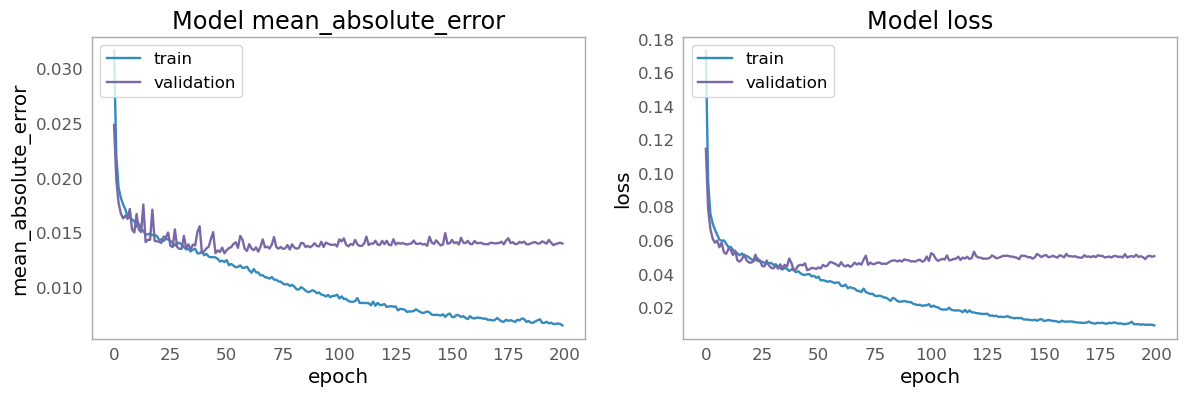 Model mean_absolute_error
train
validation
0.030
0.025
0.020
0.015
0.010
mean_absolute_error
0 25 50 75 100 125 150 175 200
epoch
Model loss
train
validation
0.18
0.16
0.14
0.12
0.10
0.08
0.06
0.04
0.02
loss
0 25 50 75 100 125 150 175 200
epoch